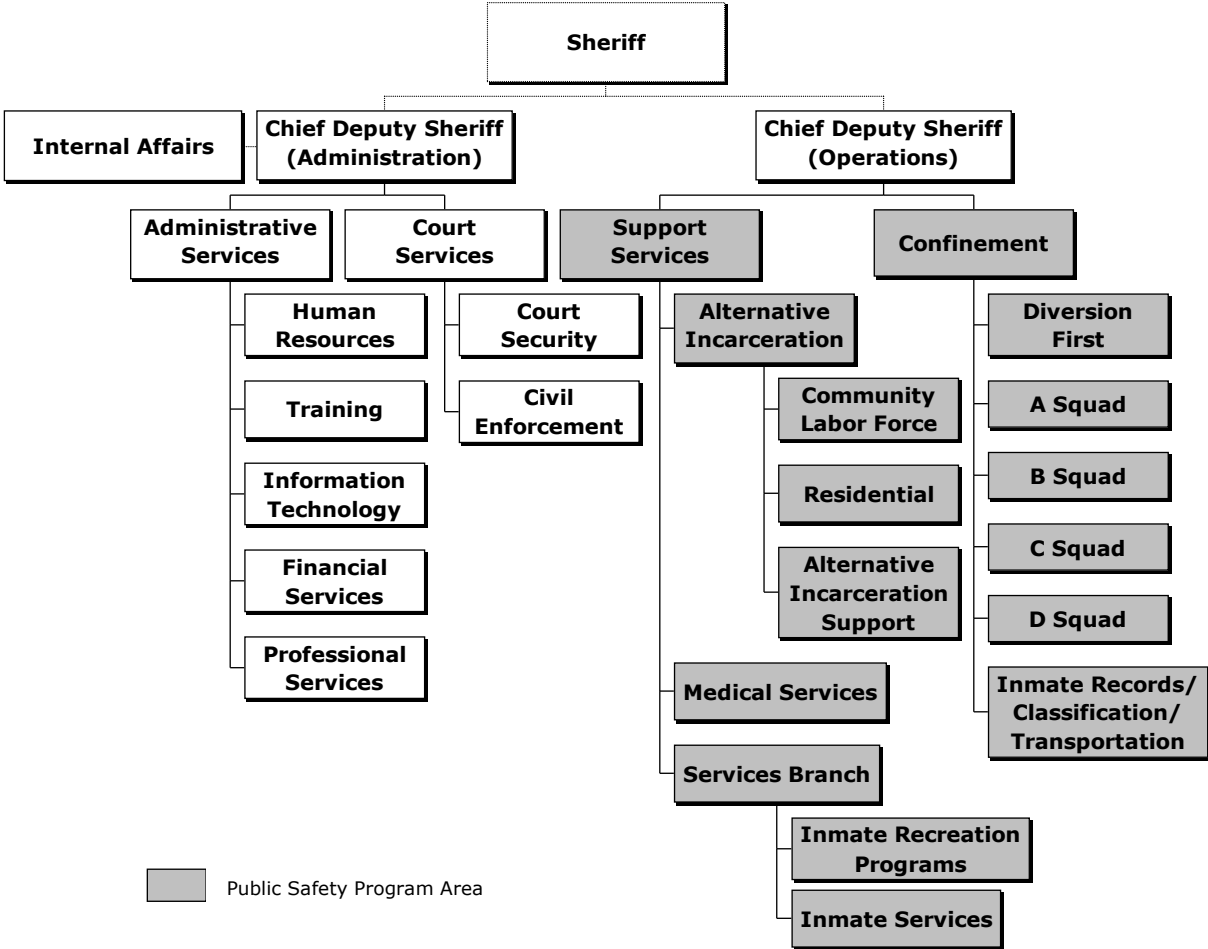 Sheriff
Internal Affairs
Chief Deputy Sheriff
(Administration)
Chief Deputy Sheriff
(Operations)
Administrative
Services
Court
Services
Support
Services
Confinement
Human
Resources
Training
Information
Technology
Financial
Services
Professional
Services
Court
Security
Civil
Enforcement
Alternative
Incarceration
Community
Labor Force
Residential
Alternative
Incarceration
Support
Medical Services
Services Branch
Inmate Recreation
Programs
Inmate Services
Diversion
First
A Squad
B Squad
C Squad
D Squad
Inmate Records/
Classification/
Transportation
Public Safety Program Area